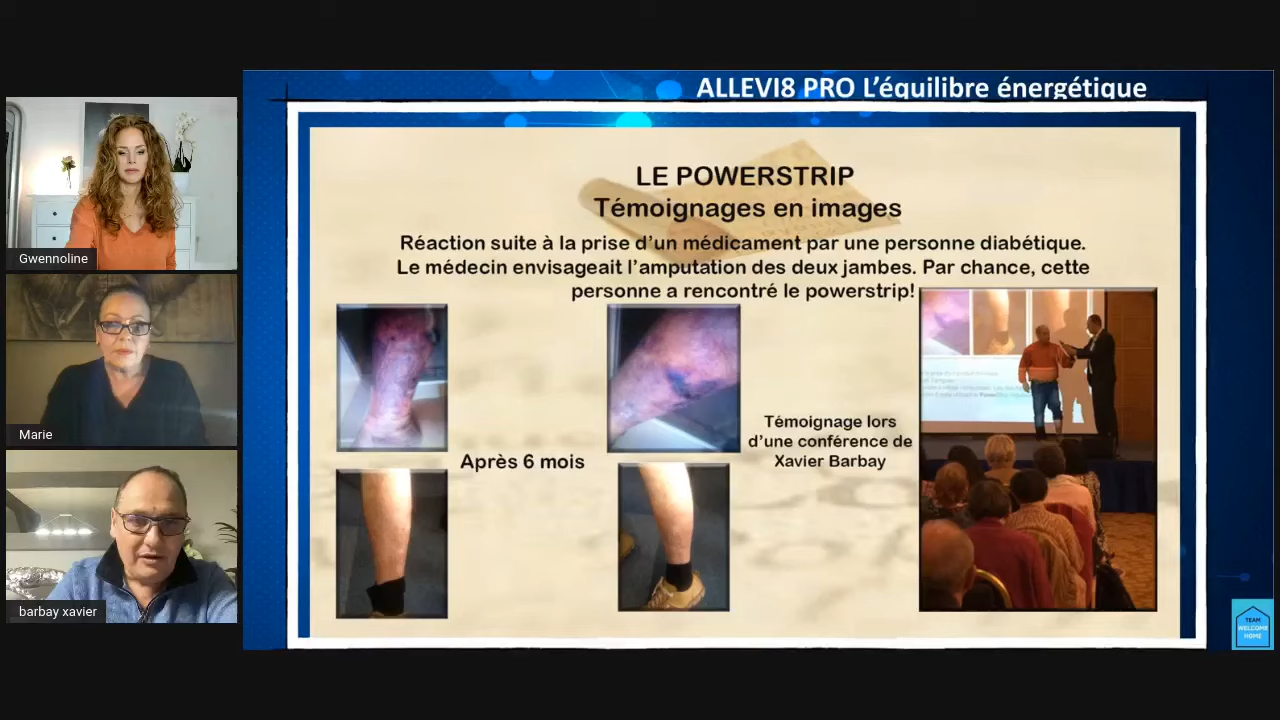 ALLEVI8 PRO L’équilibre énergétique
LE POWERSTRIP
Témoignages en images
Réaction suite à la prise d’un médicament par une personne diabétique.
Le médecin envisageait l’amputation des deux jambes. Par chance, cette
personne a rencontré le powerstrip!
Témoignage lors
d’une conférence de
Xavier Barbay
Après 6 mois
Gwennoline
Marie
barbay xavier
TEAM
WELCOME
HOME